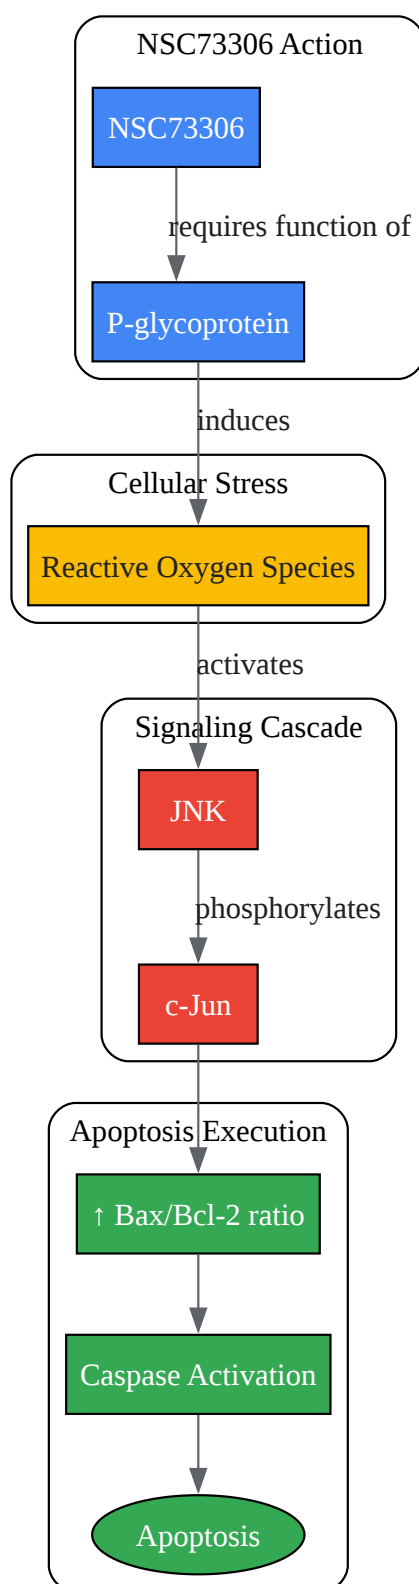 NSC73306 Action
NSC73306
requires function of
P-glycoprotein
induces
Cellular Stress
Reactive Oxygen Species
activates
Signaling Cascade
JNK
phosphorylates
c-Jun
Apoptosis Execution
↑ Bax/Bcl-2 ratio
Caspase Activation
Apoptosis